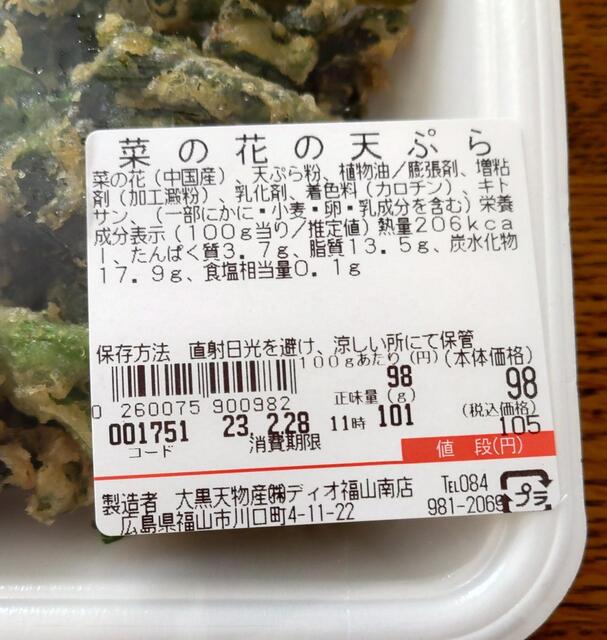 菜の花の天ぷら
菜の花（中国産）、天ぷら粉、植物油／膨張剤、増粘
剤（加工澱粉）、乳化剤、着色料（カロチン）、キト
サン、（一部にかに・小麦・卵・乳成分を含む）栄養
成分表示（100g当り／推定値）熱量206kca
l、たんぱく質3.7g、脂質13.5g、炭水化物
17.9g、食塩相当量0.1g
保存方法 直射日光を避け、涼しい所にて保管
100gあたり（円）（本体価格）
98 98
正味量（g）（税込価格）
0 260075 900982
001751 23.2.28 11時 101 105
コード 消費期限 値段(円)
製造者 大黒天物産㈱ディオ福山南店 TEL084
広島県福山市川口町4-11-22 981-2069
プラ